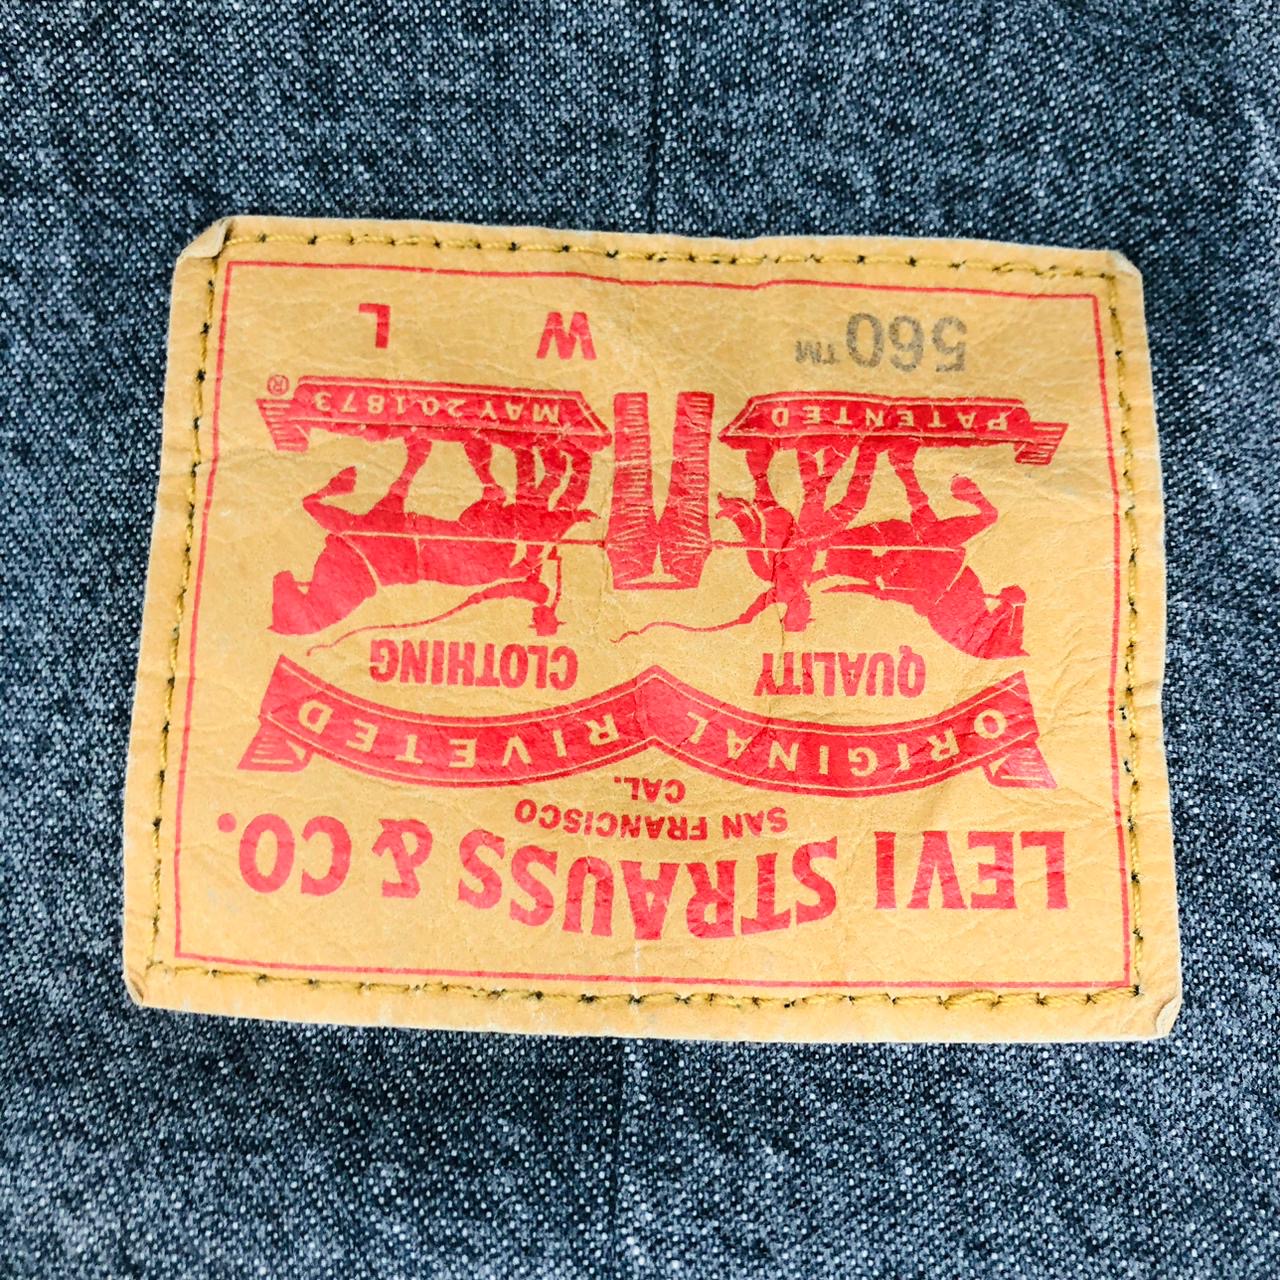 LEVI STRAUSS & CO.
SAN FRANCISCO
CAL.
ORIGINAL RIVETED
QUALITY CLOTHING
PATENTED MAY 20 1873 ®
560™ W L